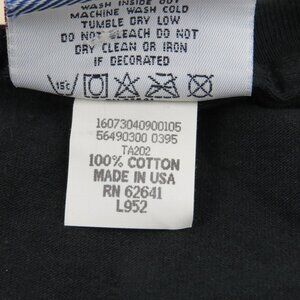 WASH INSIDE OUT
MACHINE WASH COLD
TUMBLE DRY LOW
DO NOT BLEACH DO NOT
DRY CLEAN OR IRON
IF DECORATED
16073040900105
56490300 0395
TA202
100% COTTON
MADE IN USA
RN 62641
L952